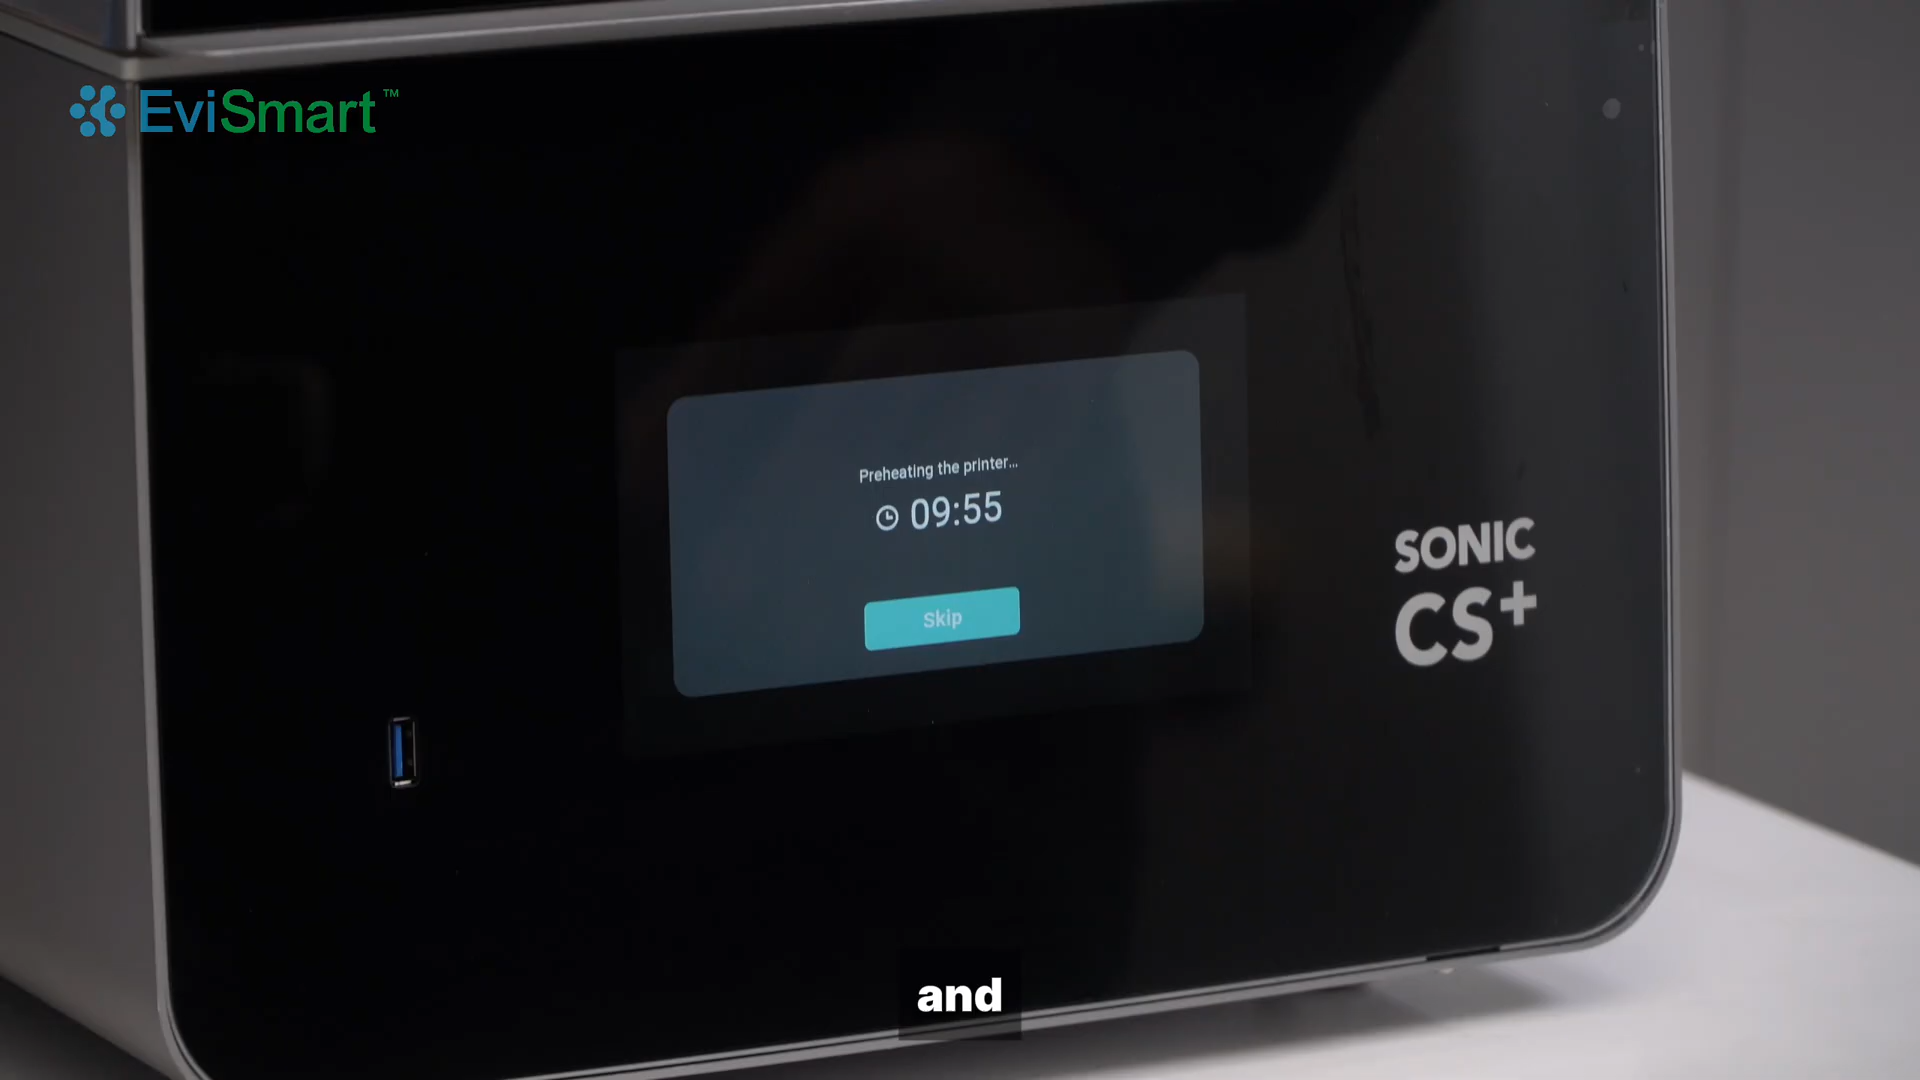 EviSmart™
Preheating the printer...
09:55
Skip
SONIC
CS+
and